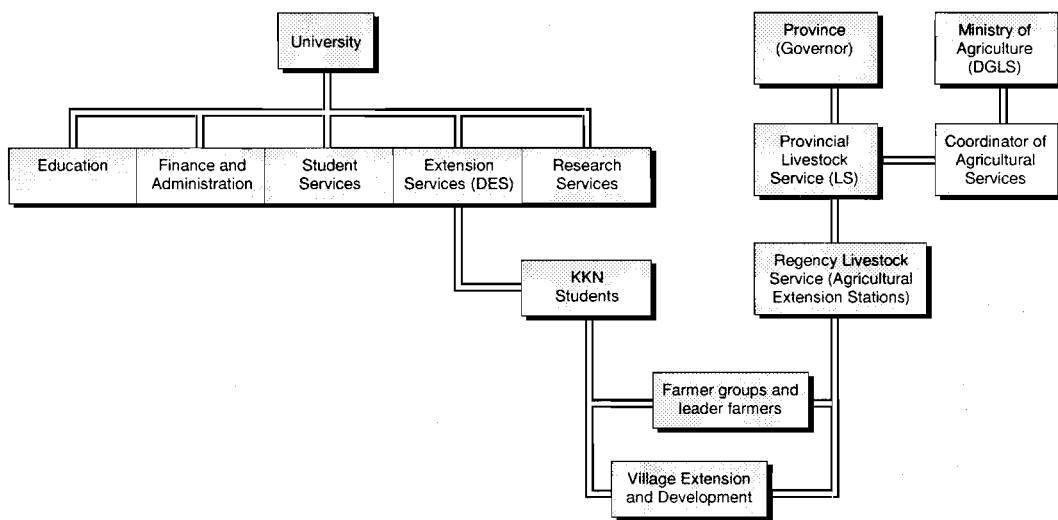 University
Province
(Governor)
Ministry of
Agriculture
(DGLS)
Education
Finance and
Administration
Student
Services
Extension
Services (DES)
Research
Services
Provincial
Livestock
Service (LS)
Coordinator of
Agricultural
Services
KKN
Students
Regency Livestock
Service (Agricultural
Extension Stations)
Farmer groups and
leader farmers
Village Extension
and Development